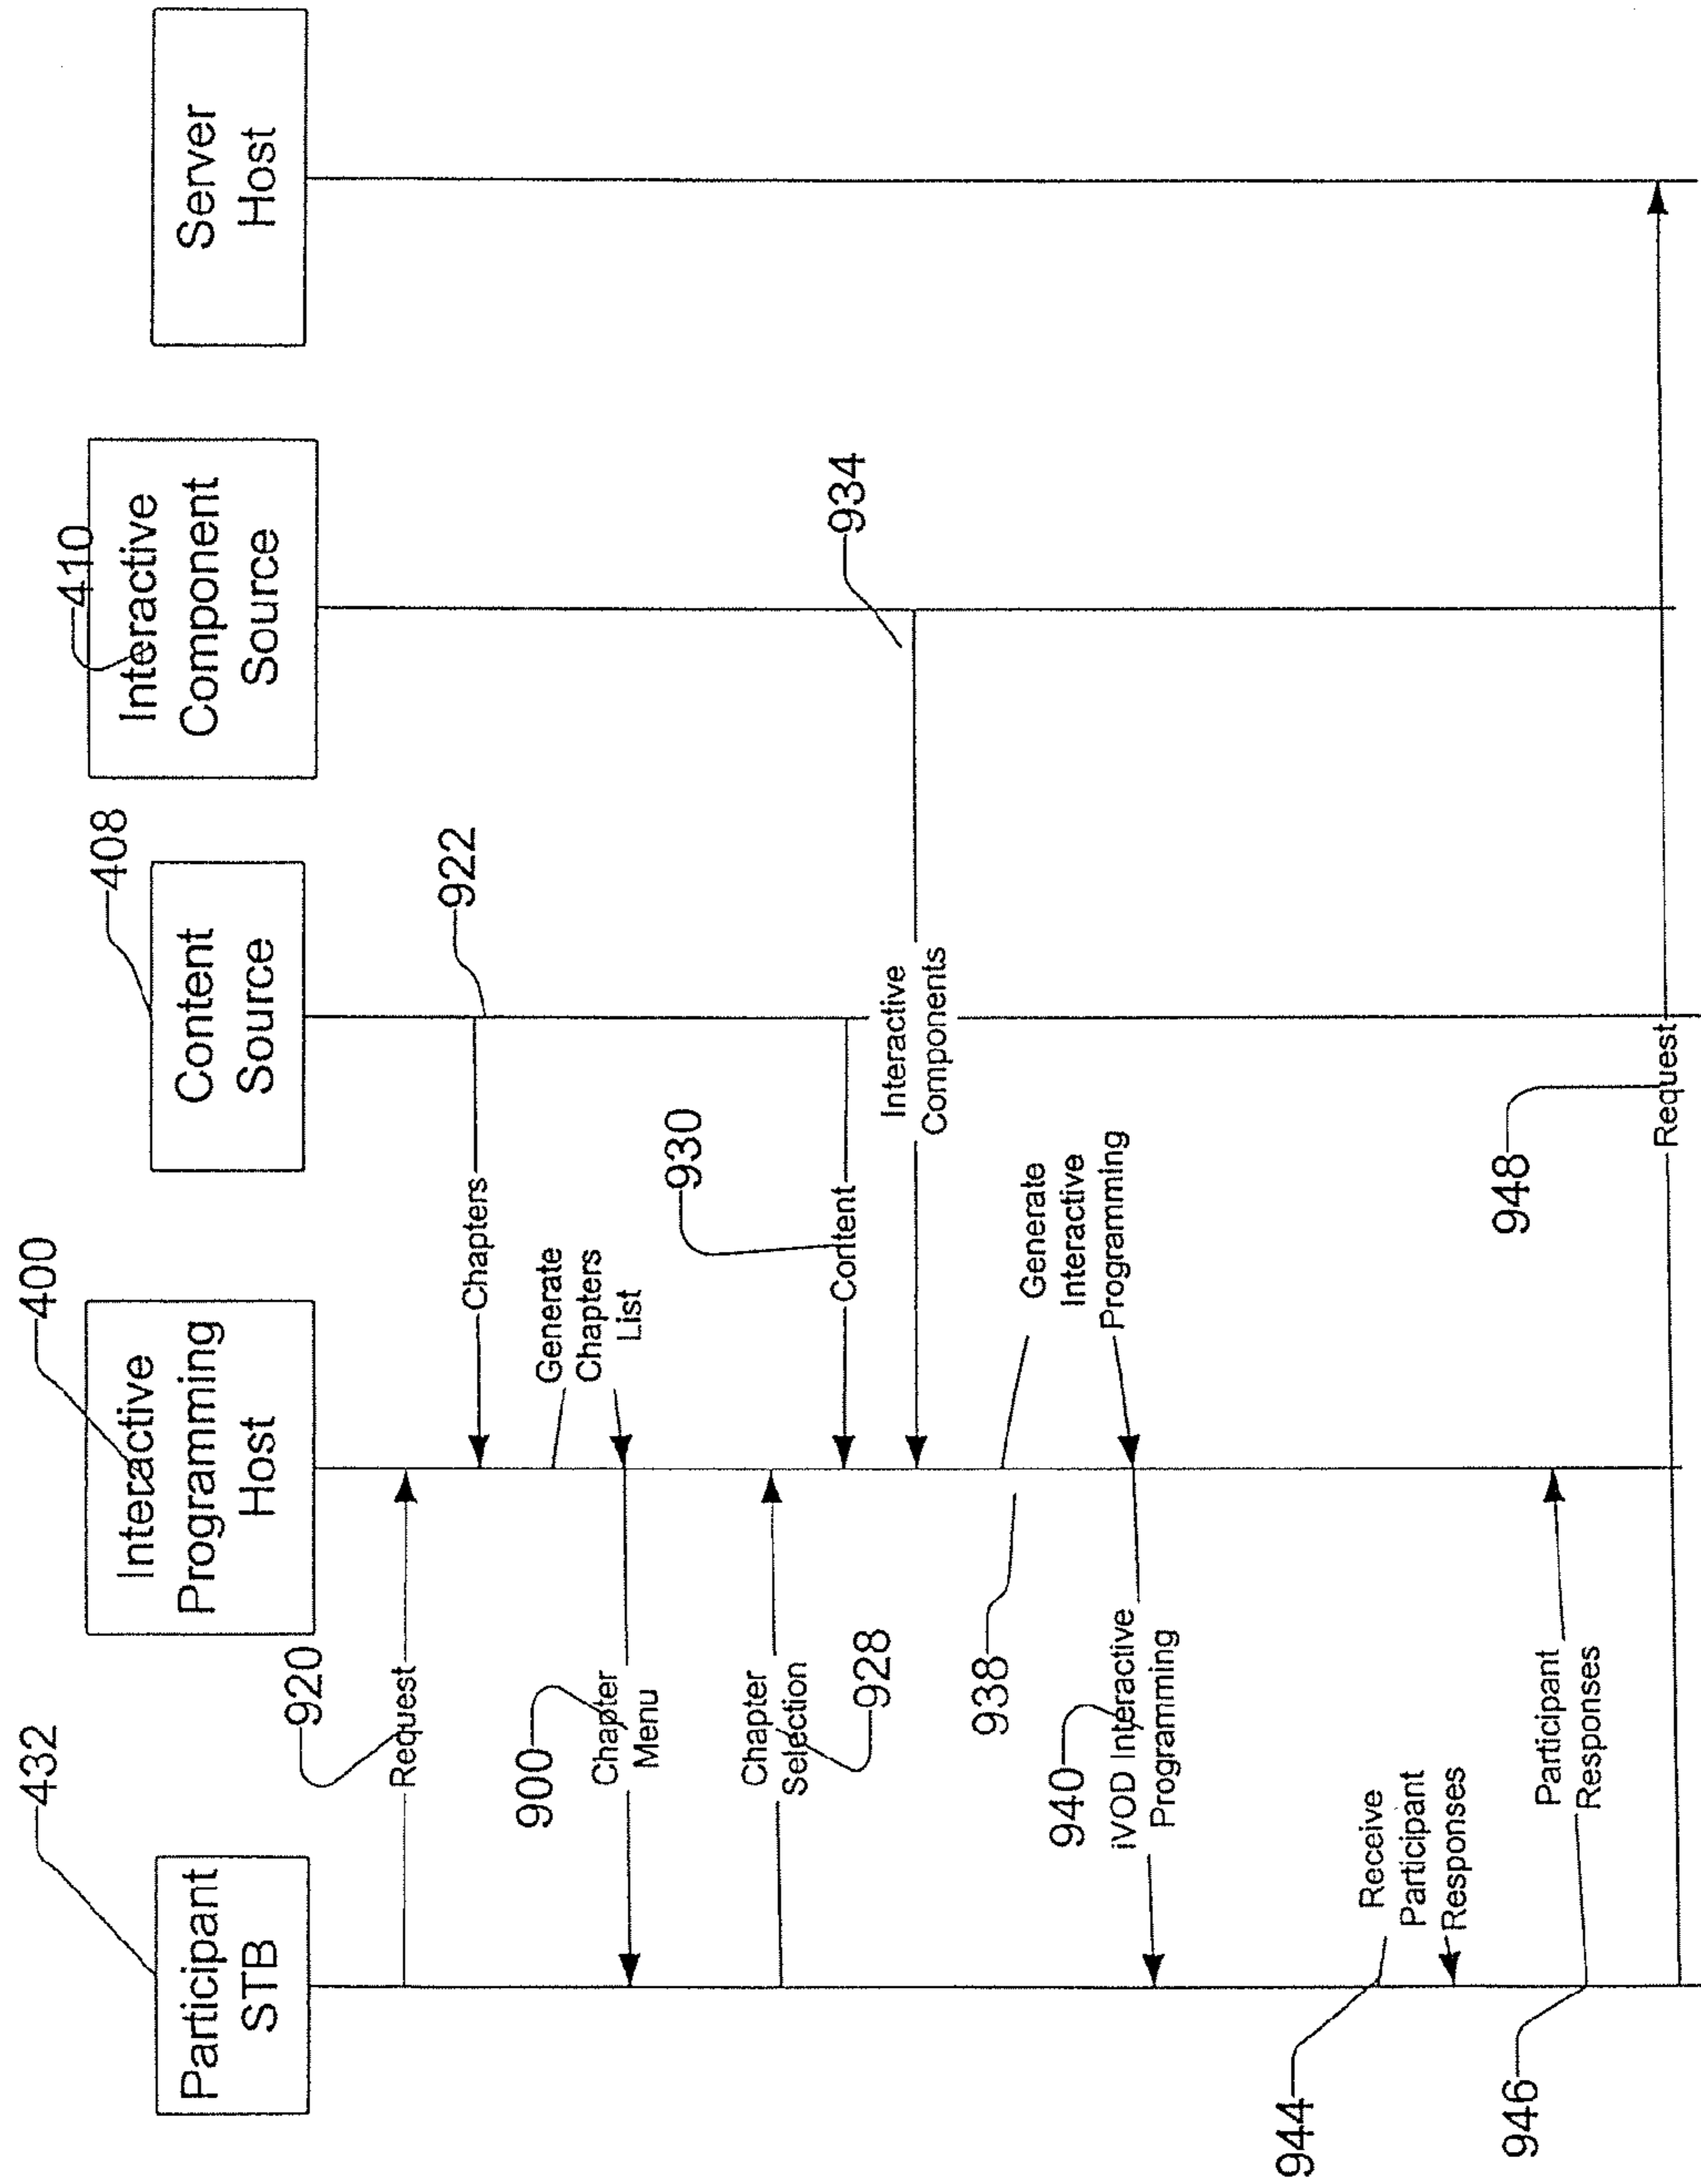 432
400
408
410
Participant
STB
Interactive
Programming
Host
Content
Source
Interactive
Component
Source
Server
Host
920
Request
922
Chapters
Generate
Chapters
List
900
Chapter
Menu
Chapter
Selection
928
930
Content
934
Interactive
Components
938
Generate
Interactive
Programming
940
iVOD Interactive
Programming
944
Receive
Participant
Responses
946
Participant
Responses
948
Request